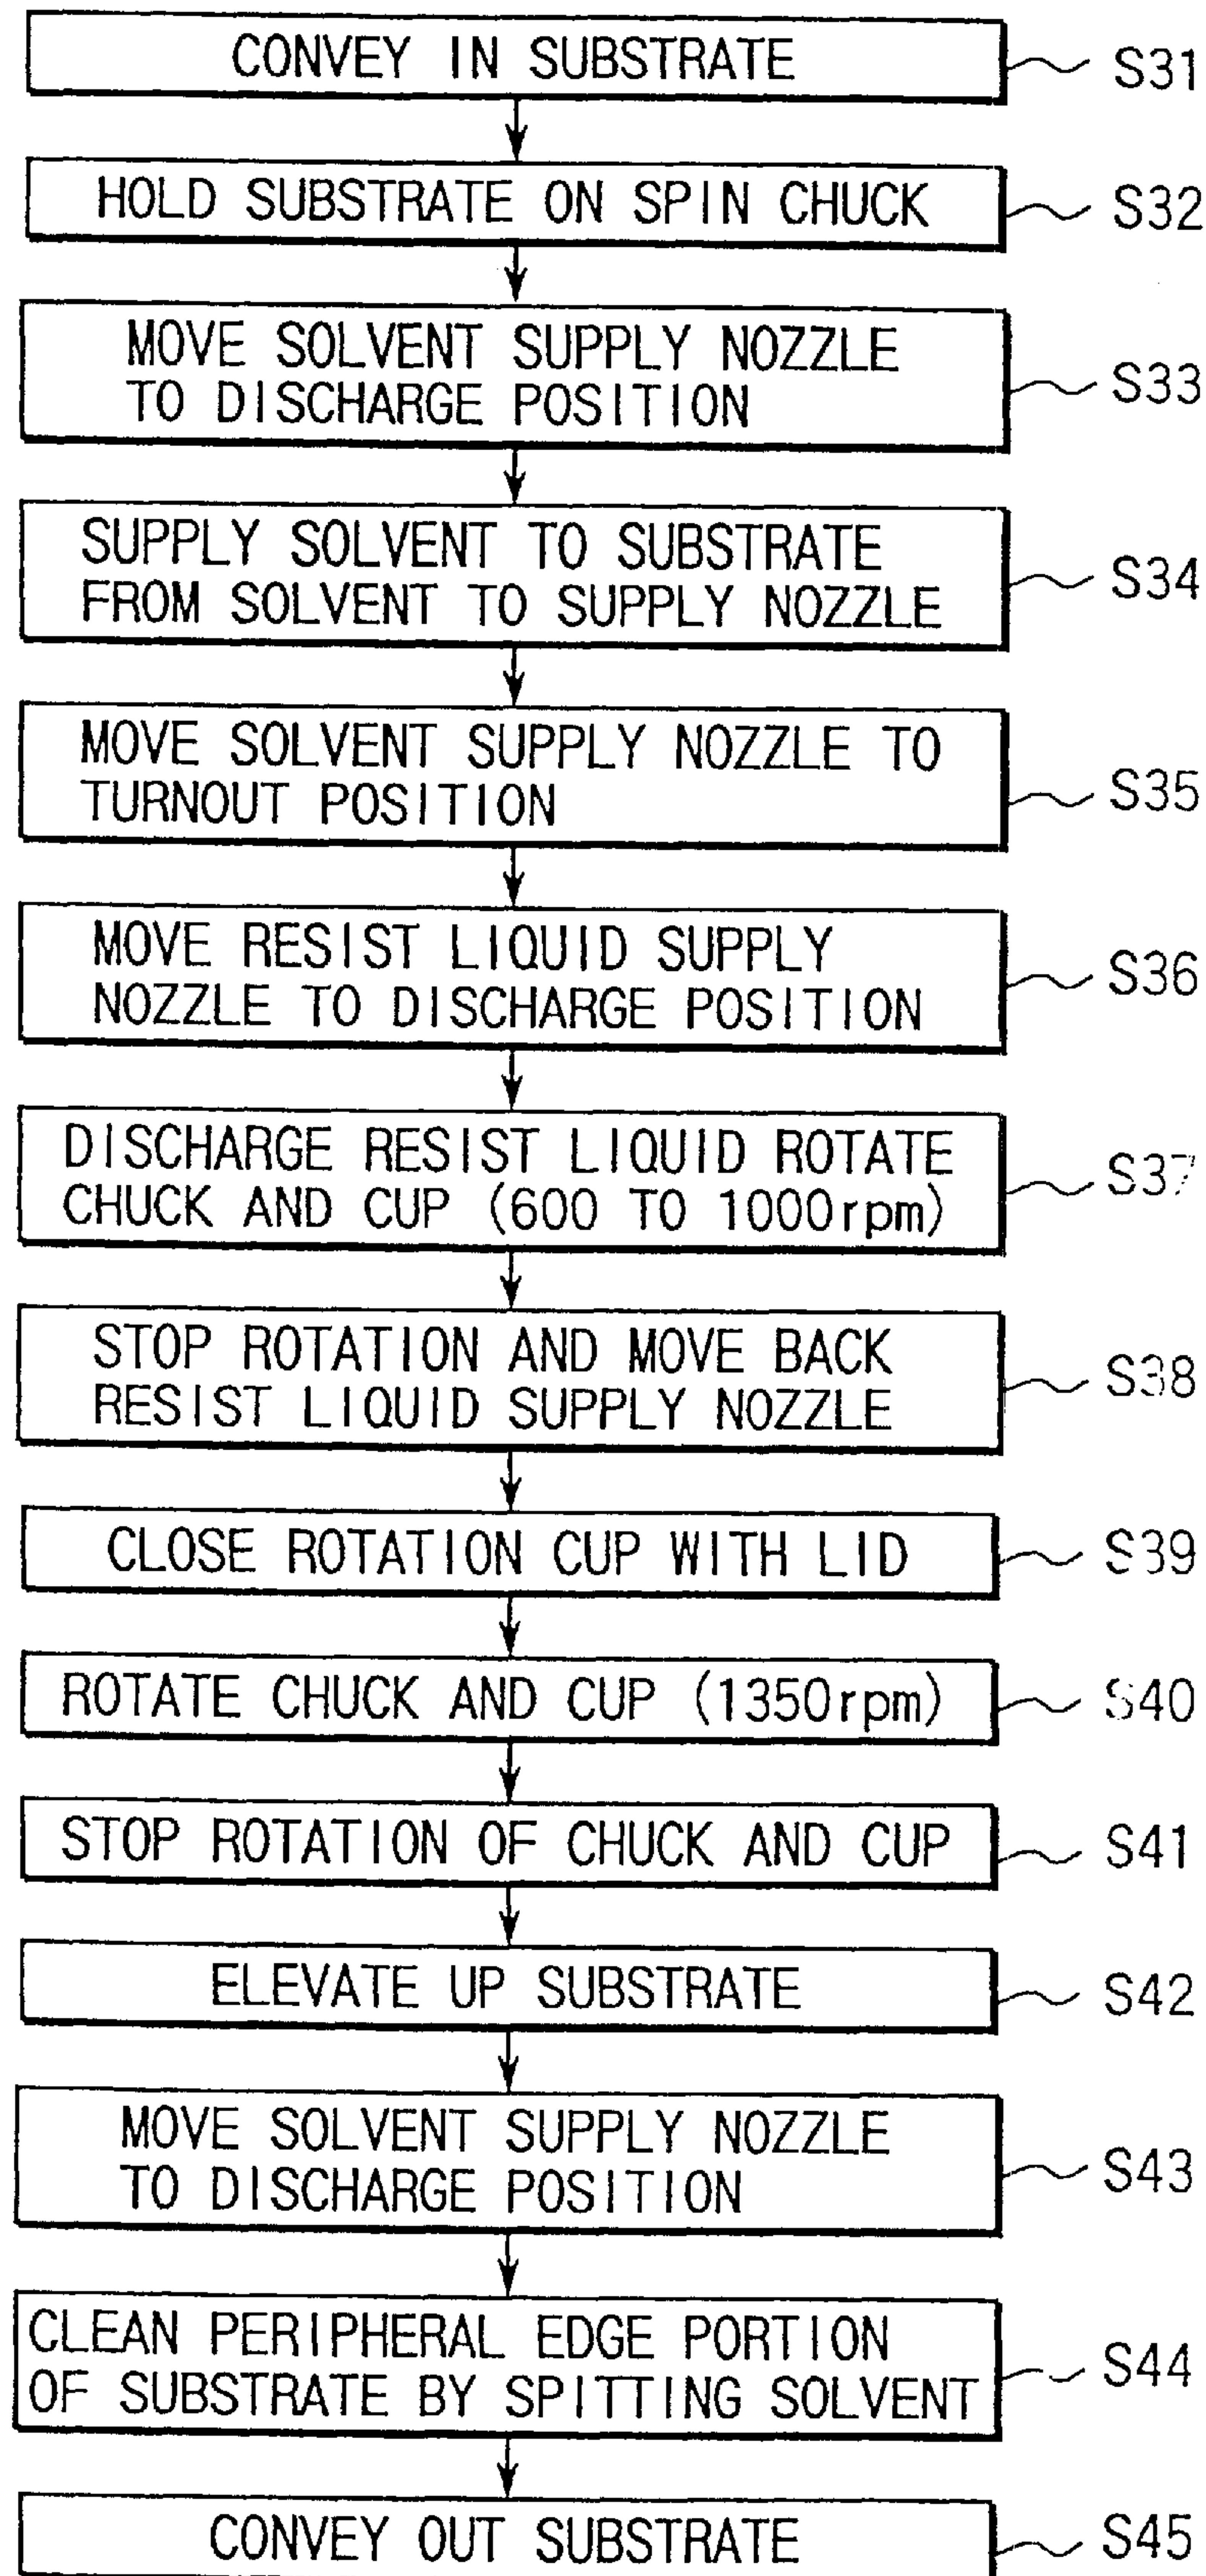 CONVEY IN SUBSTRATE S31
HOLD SUBSTRATE ON SPIN CHUCK S32
MOVE SOLVENT SUPPLY NOZZLE
TO DISCHARGE POSITION S33
SUPPLY SOLVENT TO SUBSTRATE
FROM SOLVENT TO SUPPLY NOZZLE S34
MOVE SOLVENT SUPPLY NOZZLE TO
TURNOUT POSITION S35
MOVE RESIST LIQUID SUPPLY
NOZZLE TO DISCHARGE POSITION S36
DISCHARGE RESIST LIQUID ROTATE
CHUCK AND CUP (600 TO 1000rpm) S37
STOP ROTATION AND MOVE BACK
RESIST LIQUID SUPPLY NOZZLE S38
CLOSE ROTATION CUP WITH LID S39
ROTATE CHUCK AND CUP (1350rpm) S40
STOP ROTATION OF CHUCK AND CUP S41
ELEVATE UP SUBSTRATE S42
MOVE SOLVENT SUPPLY NOZZLE
TO DISCHARGE POSITION S43
CLEAN PERIPHERAL EDGE PORTION
OF SUBSTRATE BY SPITTING SOLVENT S44
CONVEY OUT SUBSTRATE S45